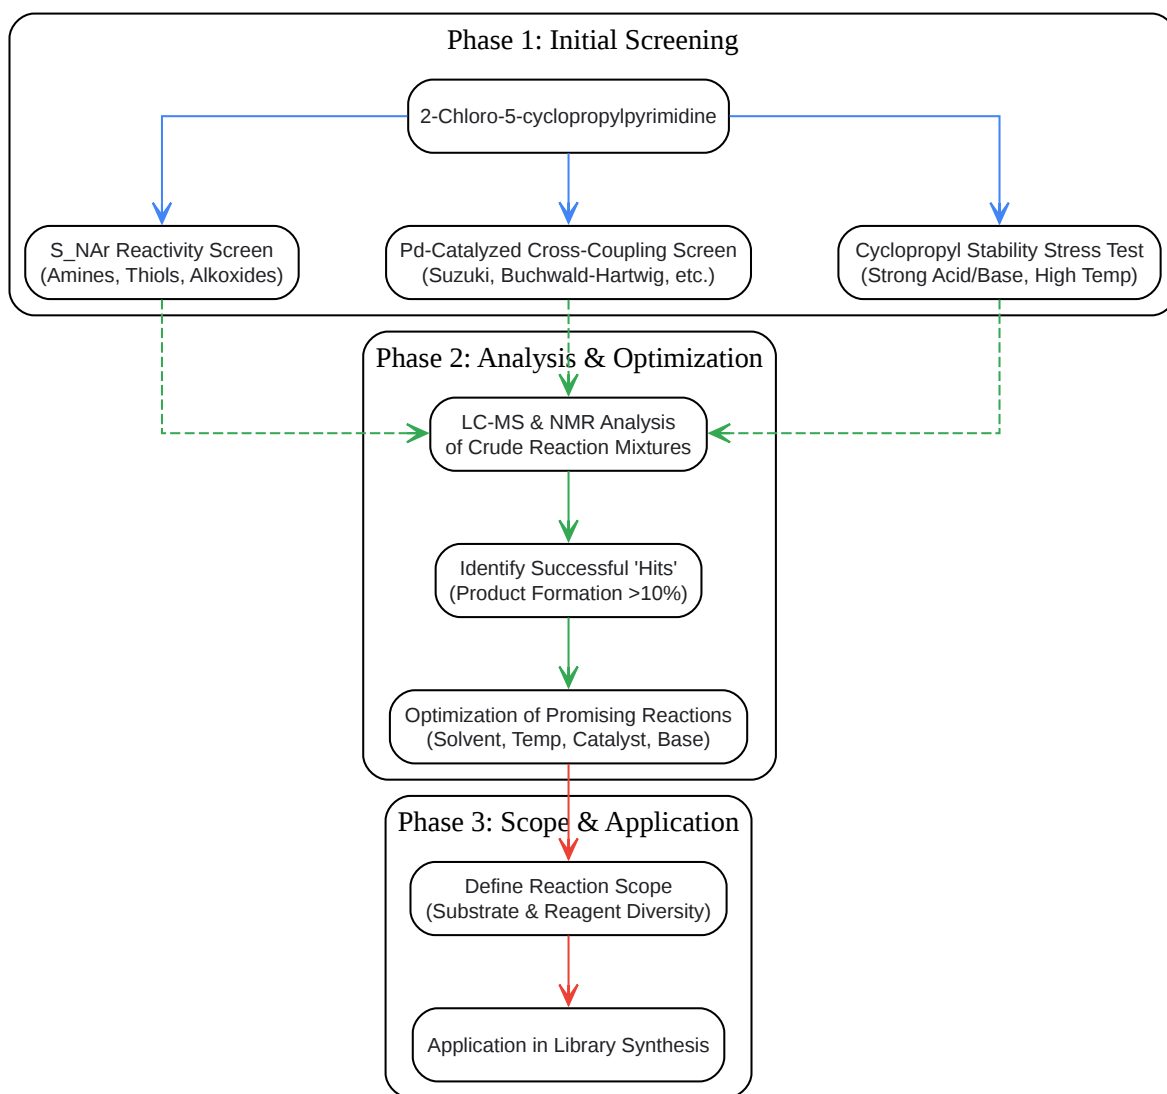 Phase 1: Initial Screening
2-Chloro-5-cyclopropylpyrimidine
S_NAr Reactivity Screen
(Amines, Thiols, Alkoxides)
Pd-Catalyzed Cross-Coupling Screen
(Suzuki, Buchwald-Hartwig, etc.)
Cyclopropyl Stability Stress Test
(Strong Acid/Base, High Temp)
Phase 2: Analysis & Optimization
LC-MS & NMR Analysis
of Crude Reaction Mixtures
Identify Successful 'Hits'
(Product Formation >10%)
Optimization of Promising Reactions
(Solvent, Temp, Catalyst, Base)
Phase 3: Scope & Application
Define Reaction Scope
(Substrate & Reagent Diversity)
Application in Library Synthesis